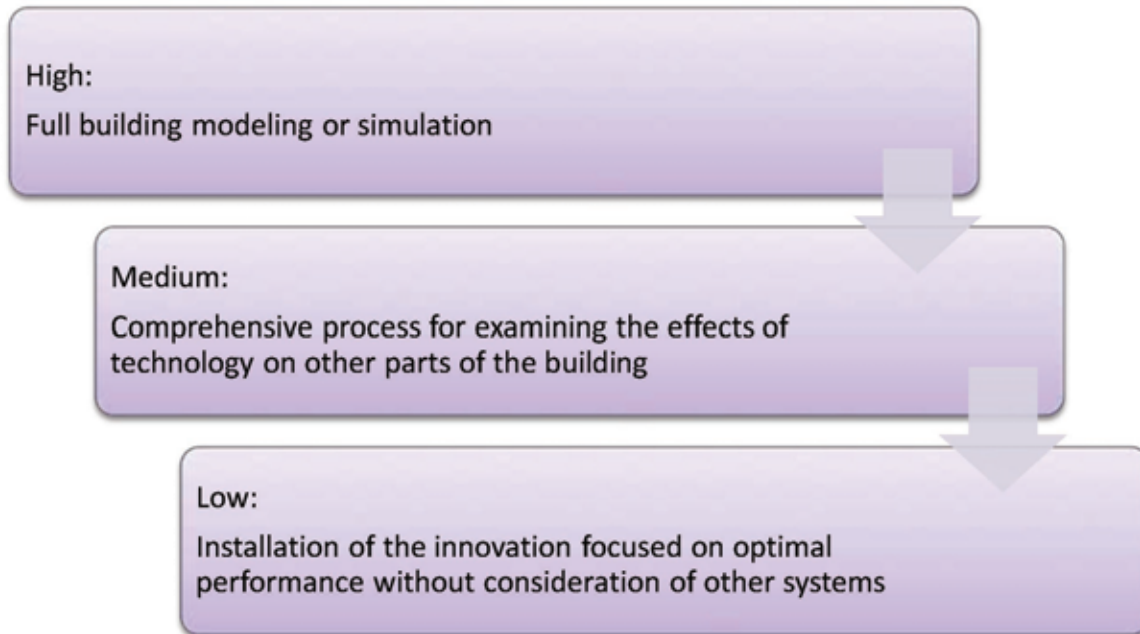 High:
Full building modeling or simulation
Medium:
Comprehensive process for examining the effects of
technology on other parts of the building
Low:
Installation of the innovation focused on optimal
performance without consideration of other systems